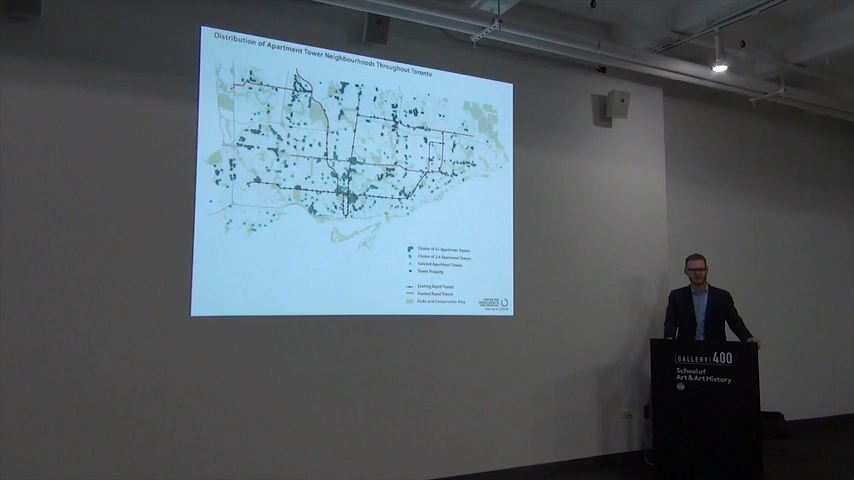 Distribution of Apartment Tower Neighbourhoods Throughout Toronto
Cluster of 5+ Apartment Towers
Cluster of 2-4 Apartment Towers
Isolated Apartment Towers
Tower Property
Existing Rapid Transit
Funded Rapid Transit
Parks and Conservation Area
GALLERY 400
School of
Art & Art History